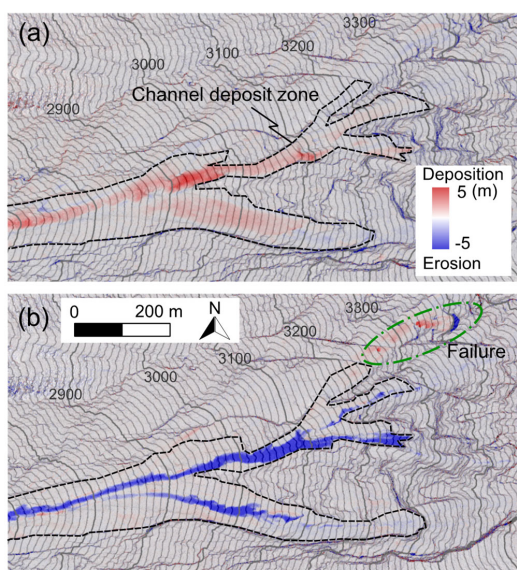 (a)
3300
3200
3100
3000
2900
Channel deposit zone
Deposition
5 (m)
-5
Erosion
(b)
0 200 m
N
3300
3200
3100
3000
2900
Failure